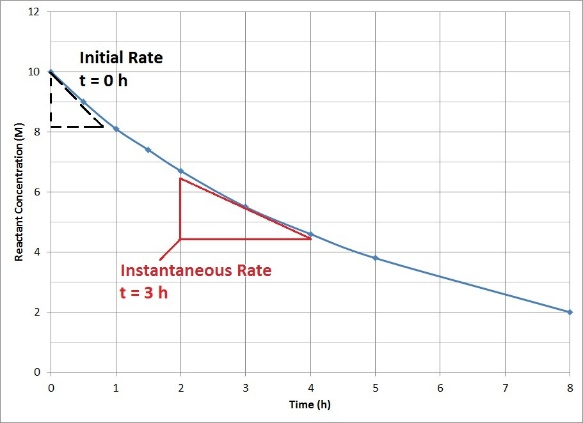 12
10
8
6
4
2
0
Reactant Concentration (M)
Initial Rate
t = 0 h
Instantaneous Rate
t = 3 h
0 1 2 3 4 5 6 7 8
Time (h)